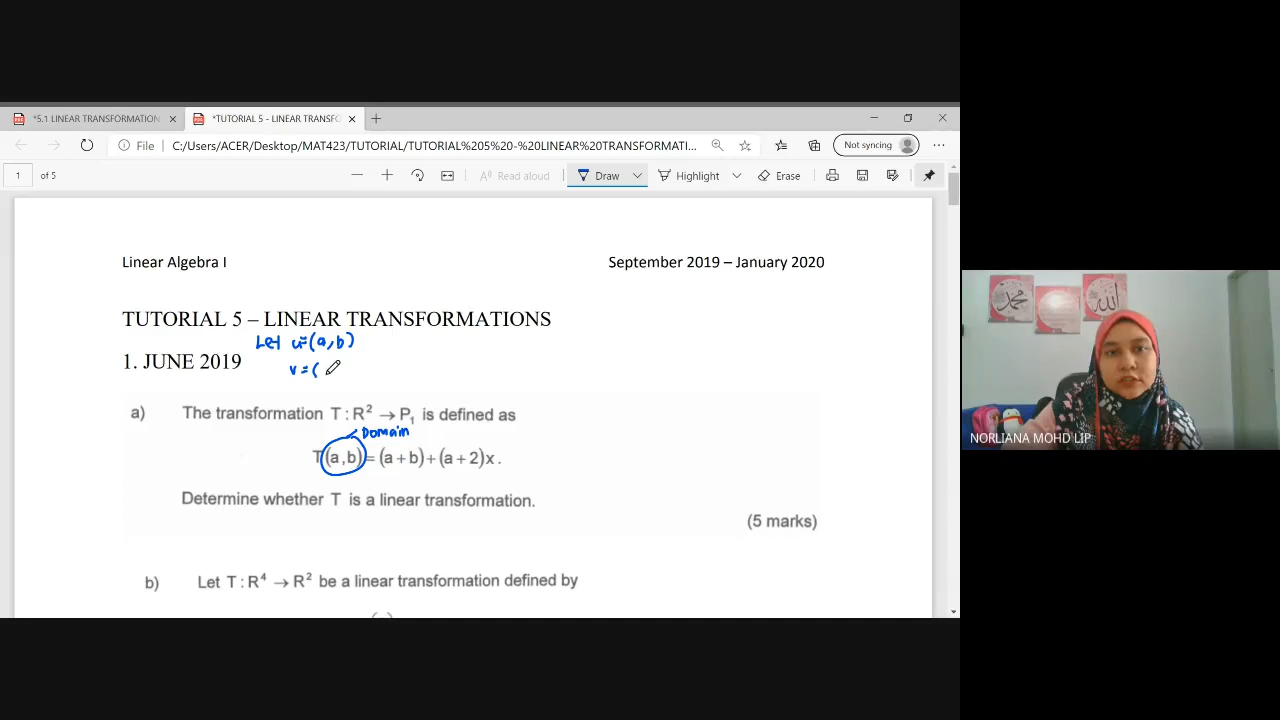 *5.1 LINEAR TRANSFORMATION
*TUTORIAL 5 - LINEAR TRANSFO
File
C:/Users/ACER/Desktop/MAT423/TUTORIAL/TUTORIAL%205%20-%20LINEAR%20TRANSFORMATI...
Not syncing
1 of 5
Read aloud
Draw
Highlight
Erase
Linear Algebra I
September 2019 – January 2020
TUTORIAL 5 – LINEAR TRANSFORMATIONS
Let u=(a,b)
1. JUNE 2019
v=(
a) The transformation T : R² → P₁ is defined as
Domain
T(a,b) = (a + b) + (a + 2)x.
Determine whether T is a linear transformation.
(5 marks)
b) Let T : R⁴ → R² be a linear transformation defined by
NORLIANA MOHD LIP
محمد
الله